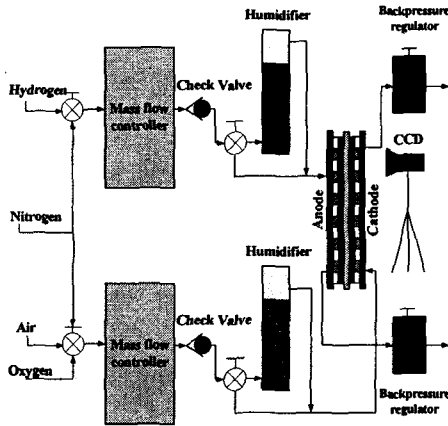 Humidifier
Backpressure
regulator
Hydrogen
Check Valve
Mass flow
controller
CCD
Nitrogen
Anode
Cathode
Humidifier
Check Valve
Air
Mass flow
controller
Oxygen
Backpressure
regulator